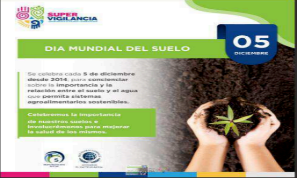 SUPER
VIGILANCIA
05
DICIEMBRE
DIA MUNDIAL DEL SUELO
Se celebra cada 5 de diciembre
desde 2014, para concienciar
sobre la importancia y la
relación entre el suelo y el agua
que permita sistemas
agroalimentarios sostenibles.
Celebremos la importancia
de nuestros suelos e
involucrémonos para mejorar
la salud de los mismos.